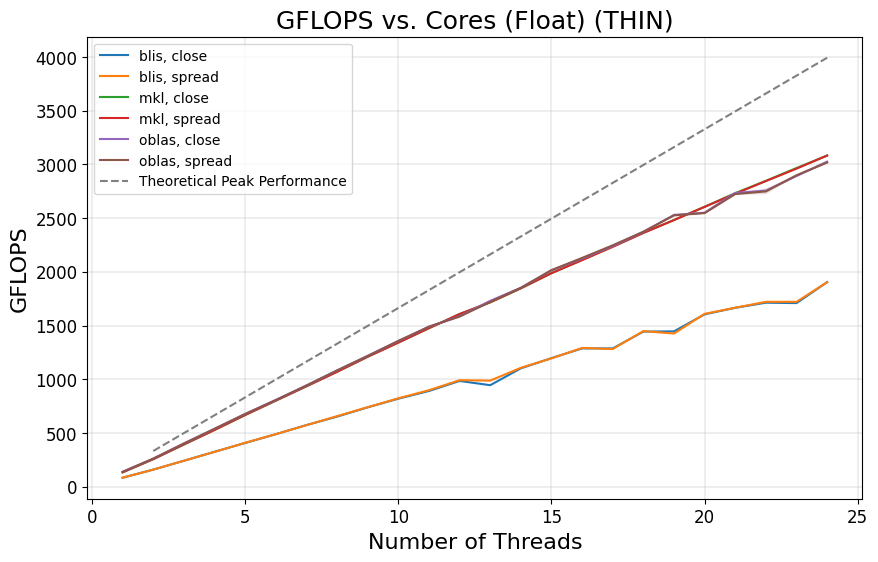 GFLOPS vs. Cores (Float) (THIN)
blis, close
blis, spread
mkl, close
mkl, spread
oblas, close
oblas, spread
Theoretical Peak Performance
GFLOPS
4000
3500
3000
2500
2000
1500
1000
500
0
0 5 10 15 20 25
Number of Threads